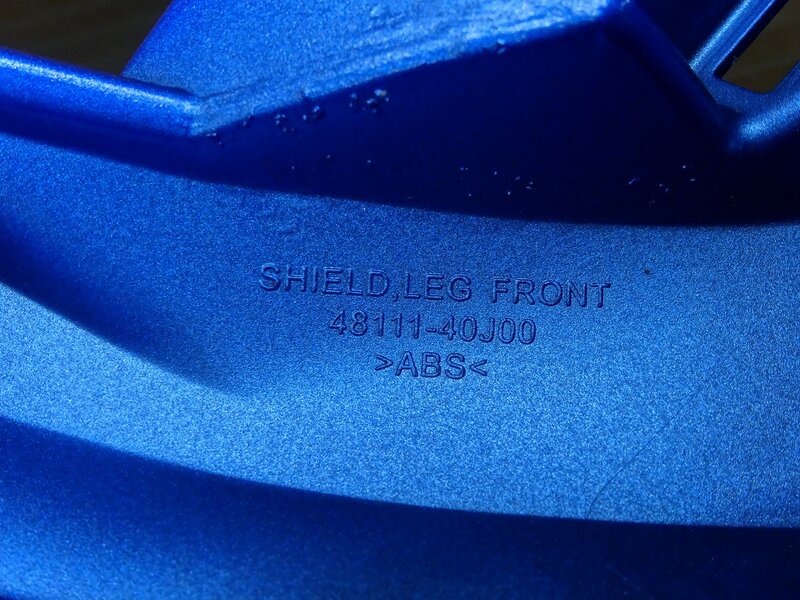 SHIELD,LEG FRONT
48111-40J00
>ABS<